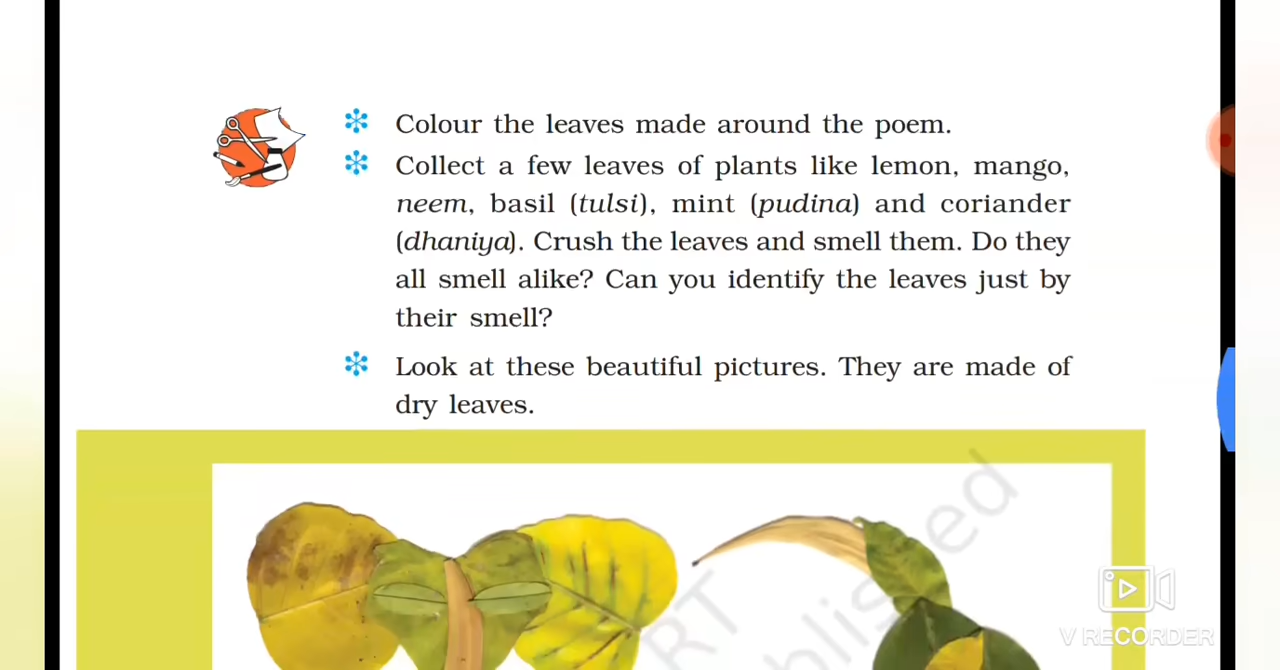 Colour the leaves made around the poem.
Collect a few leaves of plants like lemon, mango,
neem, basil (tulsi), mint (pudina) and coriander
(dhaniya). Crush the leaves and smell them. Do they
all smell alike? Can you identify the leaves just by
their smell?
Look at these beautiful pictures. They are made of
dry leaves.
V RECORDER